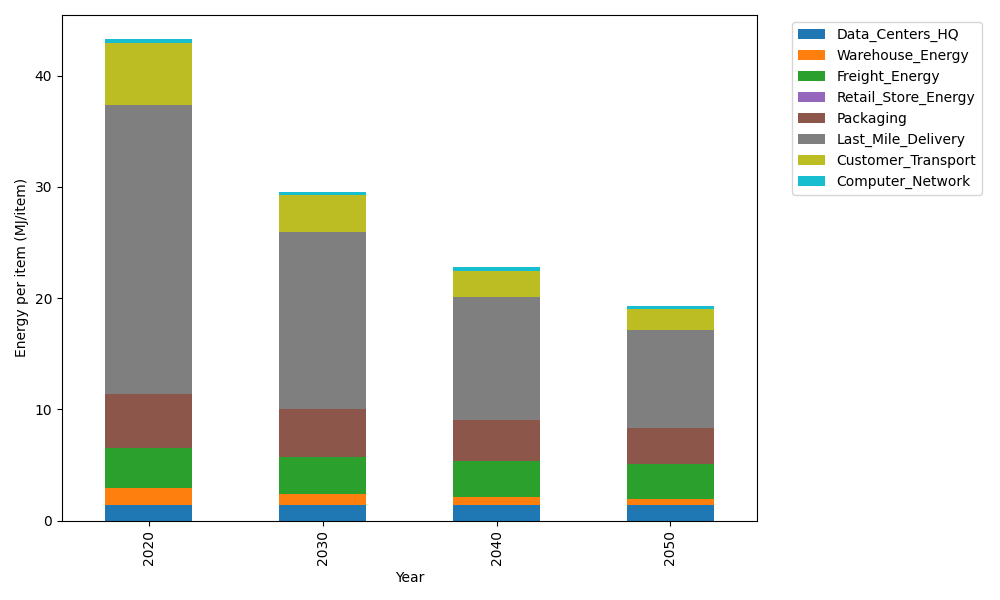 Energy per item (MJ/item)
40
30
20
10
0
2020
2030
2040
2050
Year
Data_Centers_HQ
Warehouse_Energy
Freight_Energy
Retail_Store_Energy
Packaging
Last_Mile_Delivery
Customer_Transport
Computer_Network